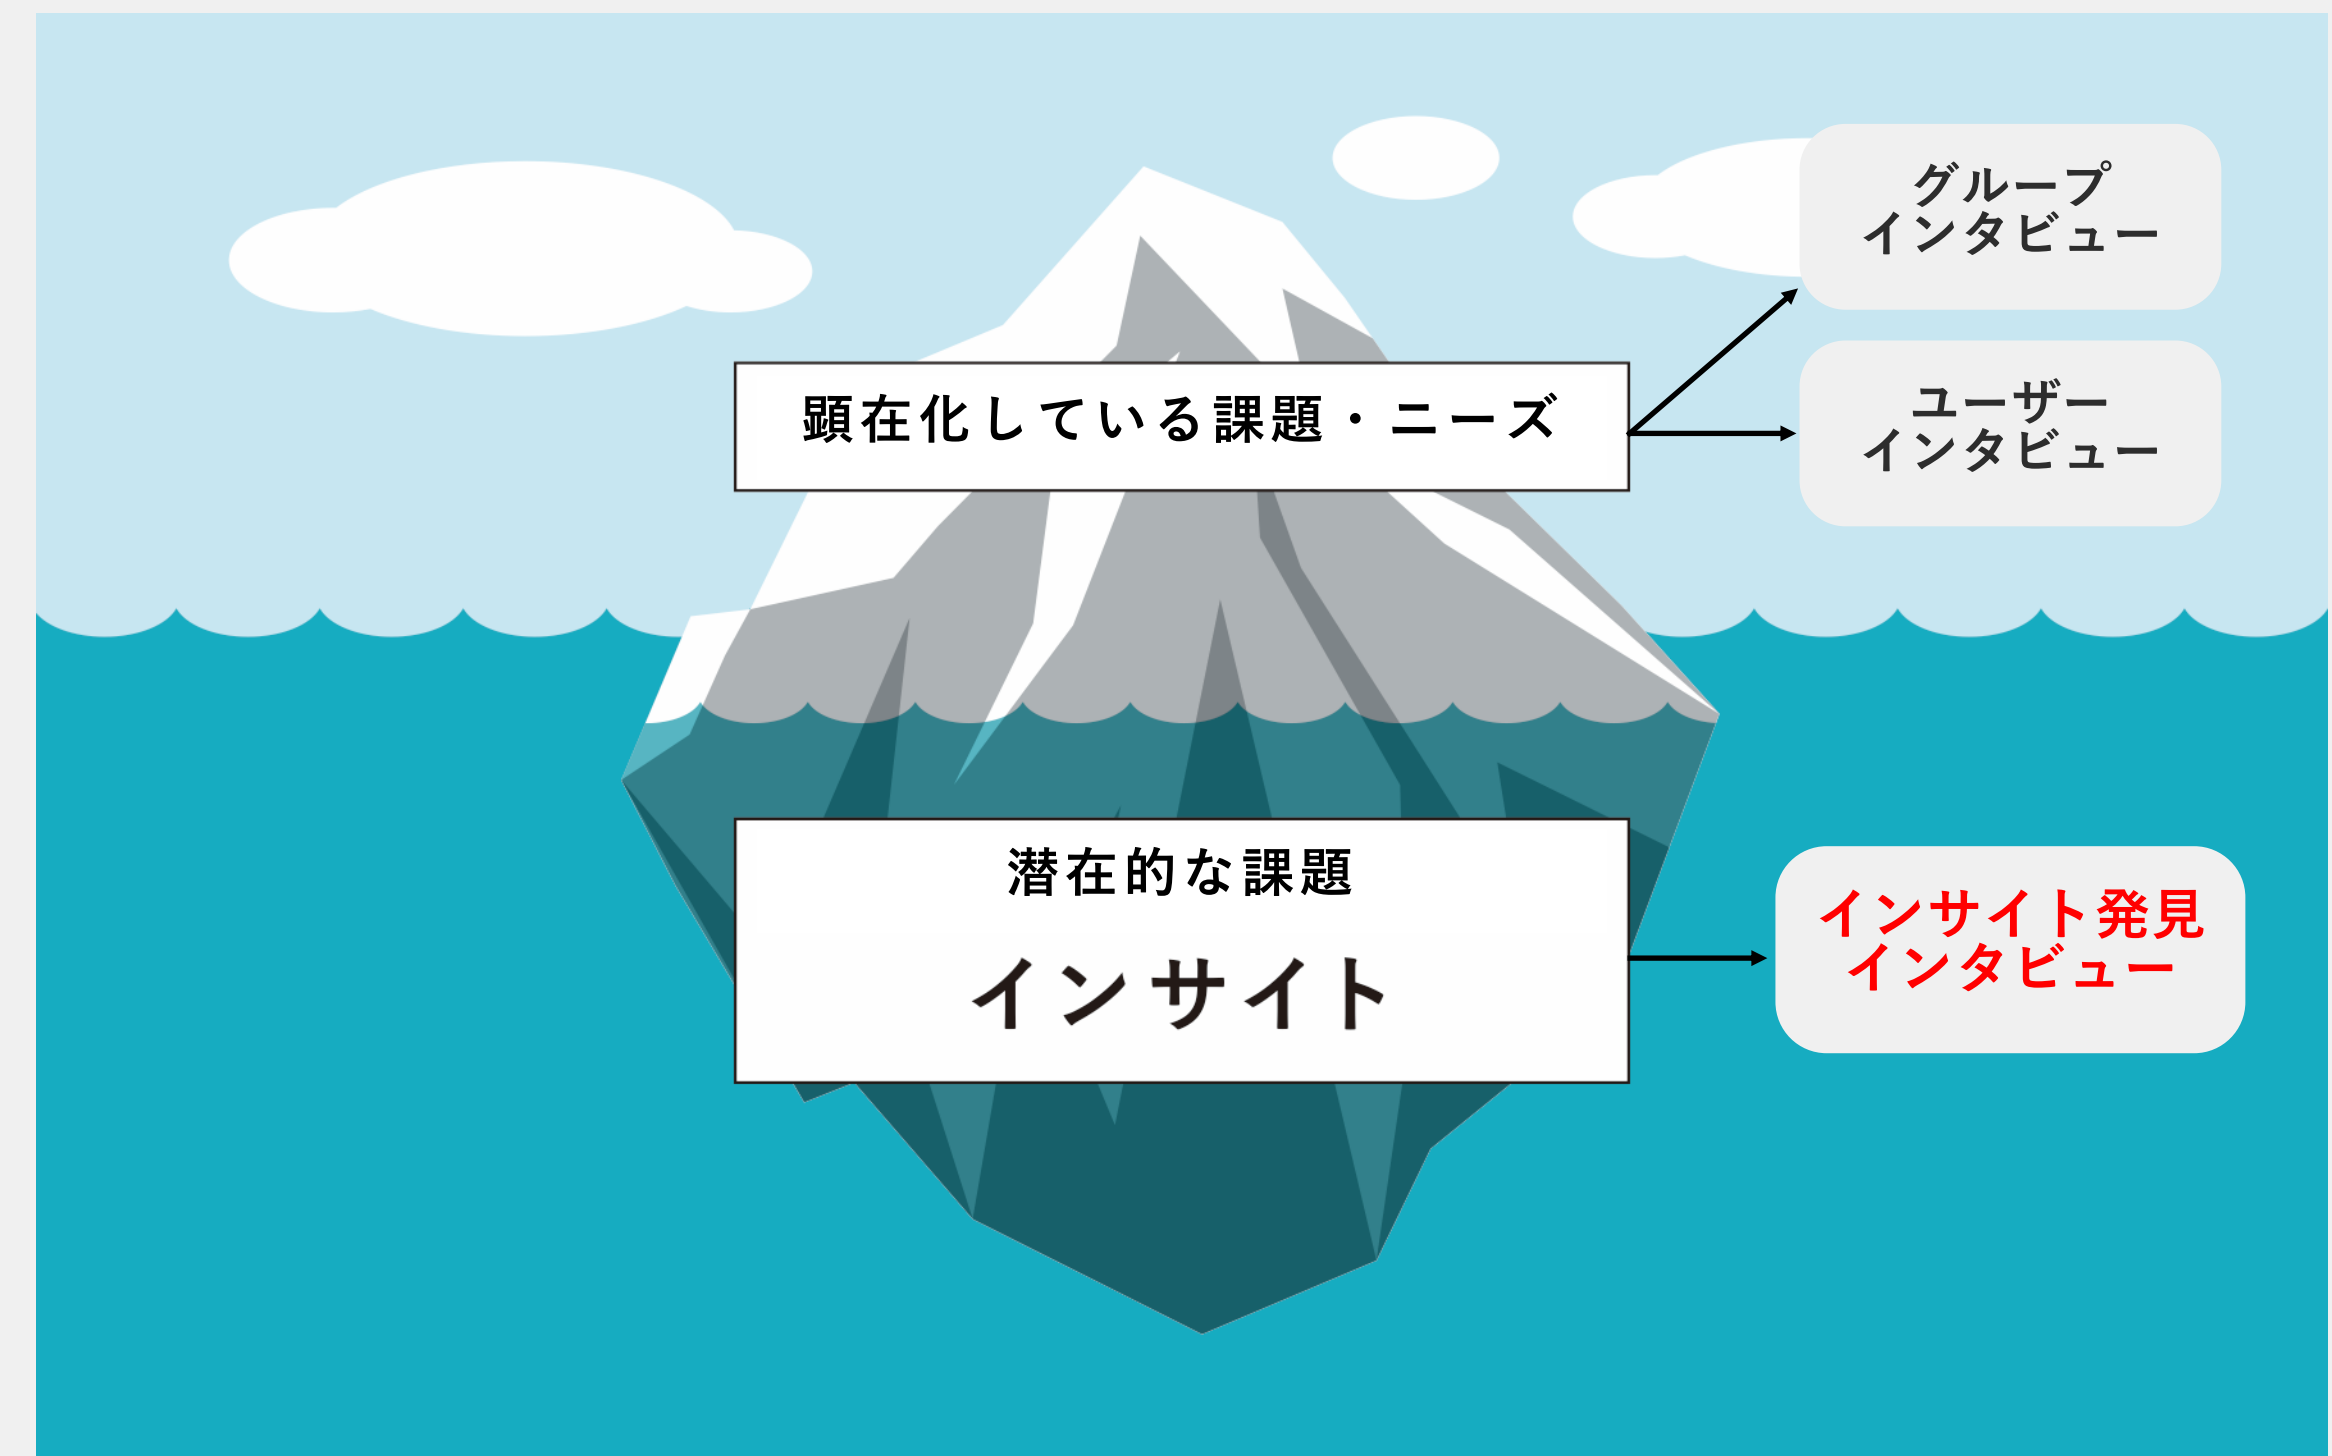 グループ
インタビュー
顕在化している課題・ニーズ
ユーザー
インタビュー
潜在的な課題
インサイト
インサイト発見
インタビュー